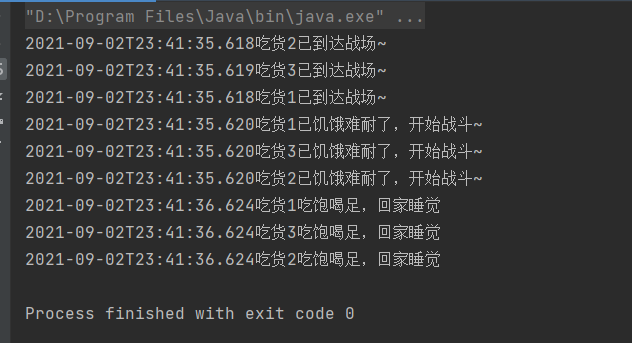 "D:\Program Files\Java\bin\java.exe" ...
2021-09-02T23:41:35.618吃货2已到达战场~
2021-09-02T23:41:35.619吃货3已到达战场~
2021-09-02T23:41:35.618吃货1已到达战场~
2021-09-02T23:41:35.620吃货1已饥饿难耐了，开始战斗~
2021-09-02T23:41:35.620吃货3已饥饿难耐了，开始战斗~
2021-09-02T23:41:35.620吃货2已饥饿难耐了，开始战斗~
2021-09-02T23:41:36.624吃货1吃饱喝足，回家睡觉
2021-09-02T23:41:36.624吃货3吃饱喝足，回家睡觉
2021-09-02T23:41:36.624吃货2吃饱喝足，回家睡觉
Process finished with exit code 0